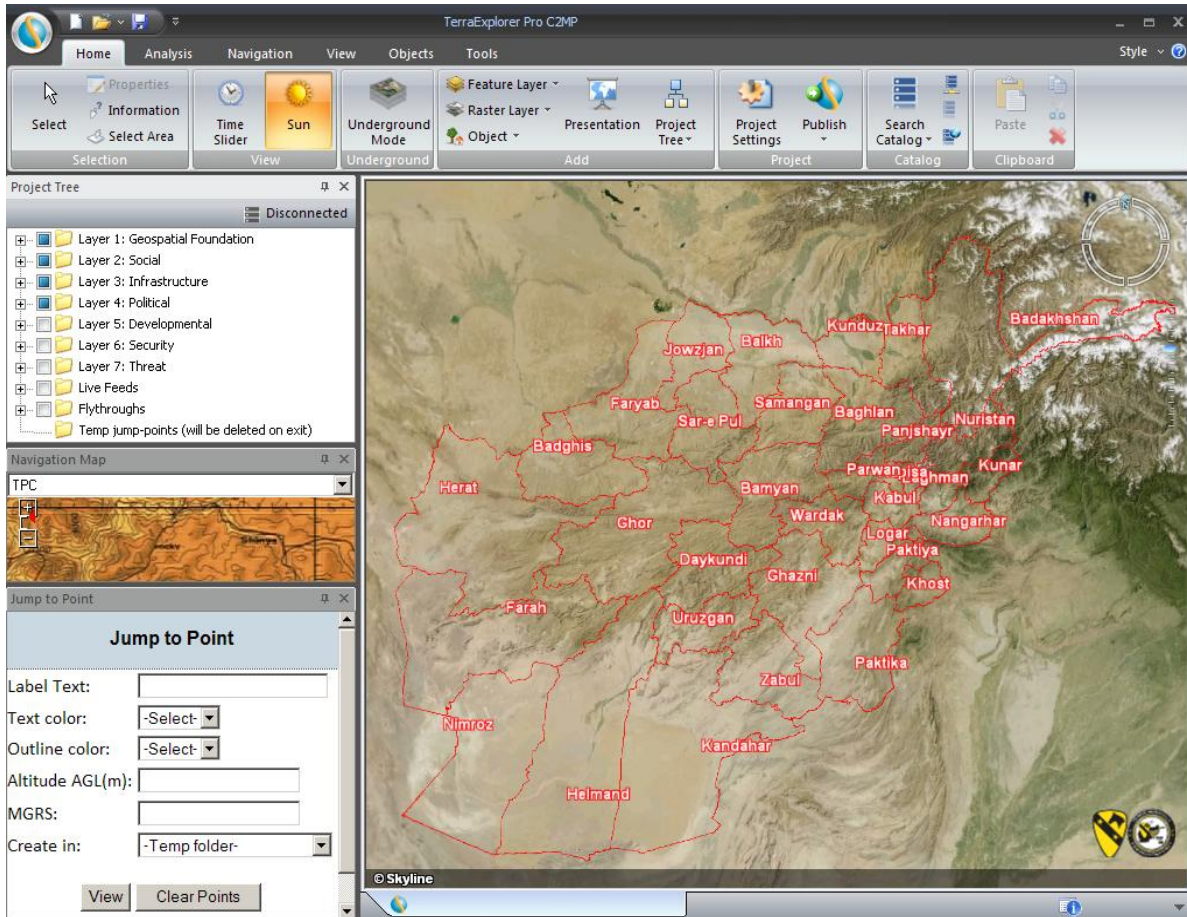 TerraExplorer Pro C2MP
Home Analysis Navigation View Objects Tools
Style
Select
Properties
Information
Select Area
Selection
Time Slider
Sun
View
Underground Mode
Underground
Feature Layer
Raster Layer
Object
Presentation
Project Tree
Add
Project Settings
Publish
Project
Search Catalog
Catalog
Paste
Clipboard
Project Tree
Disconnected
Layer 1: Geospatial Foundation
Layer 2: Social
Layer 3: Infrastructure
Layer 4: Political
Layer 5: Developmental
Layer 6: Security
Layer 7: Threat
Live Feeds
Flythroughs
Temp jump-points (will be deleted on exit)
Navigation Map
TPC
Jump to Point
Jump to Point
Label Text:
Text color: -Select-
Outline color: -Select-
Altitude AGL(m):
MGRS:
Create in: -Temp folder-
View Clear Points
N
Badakhshan
Kunduz
Takhar
Balkh
Jowzjan
Faryab
Samangan
Baghlan
Sar-e Pul
Nuristan
Panjshayr
Badghis
Kunar
Parwan
Laghman
Herat
Bamyan
Kabul
Wardak
Nangarhar
Ghor
Logar
Paktiya
Daykundi
Ghazni
Khost
Farah
Uruzgan
Paktika
Zabul
Nimroz
Kandahar
Helmand
© Skyline